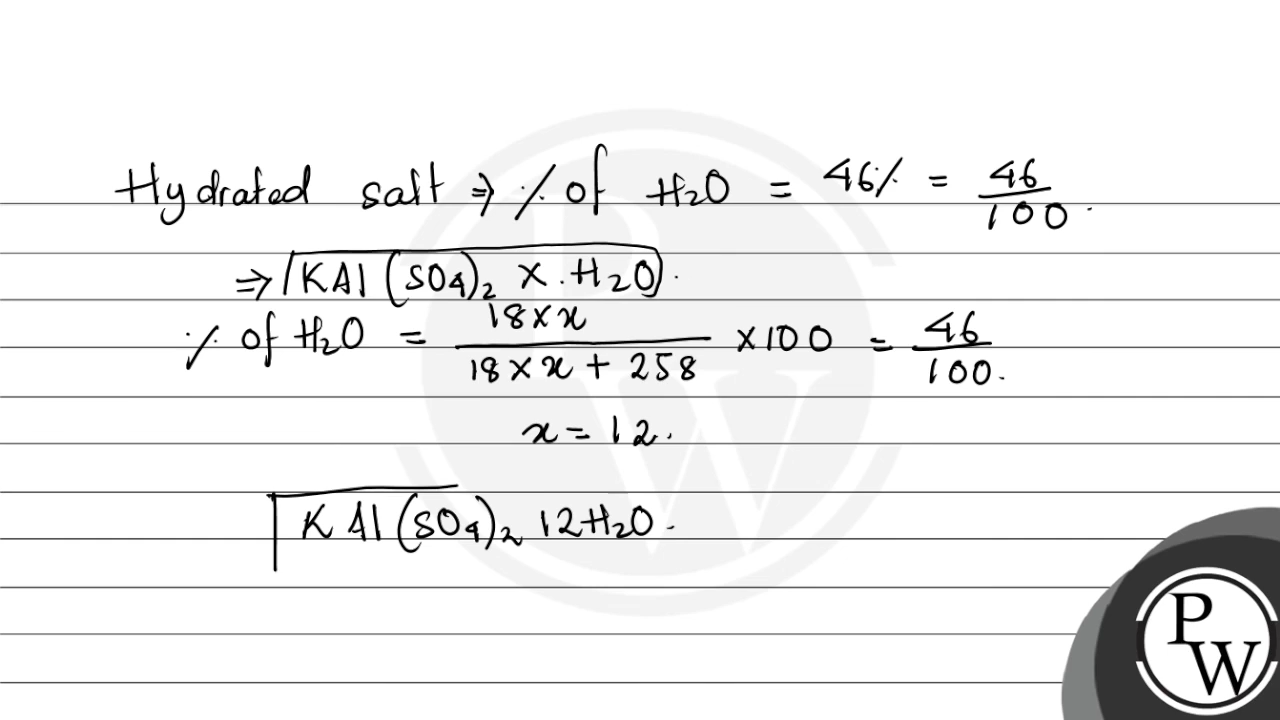 Hydrated salt ⇒ % of H₂O = 46% = 46/100.
⇒ KAl(SO₄)₂ X.H₂O.
% of H₂O = 18×x / 18×x + 258 ×100 = 46/100.
x = 12.
KAl(SO₄)₂ 12H₂O.
P
W